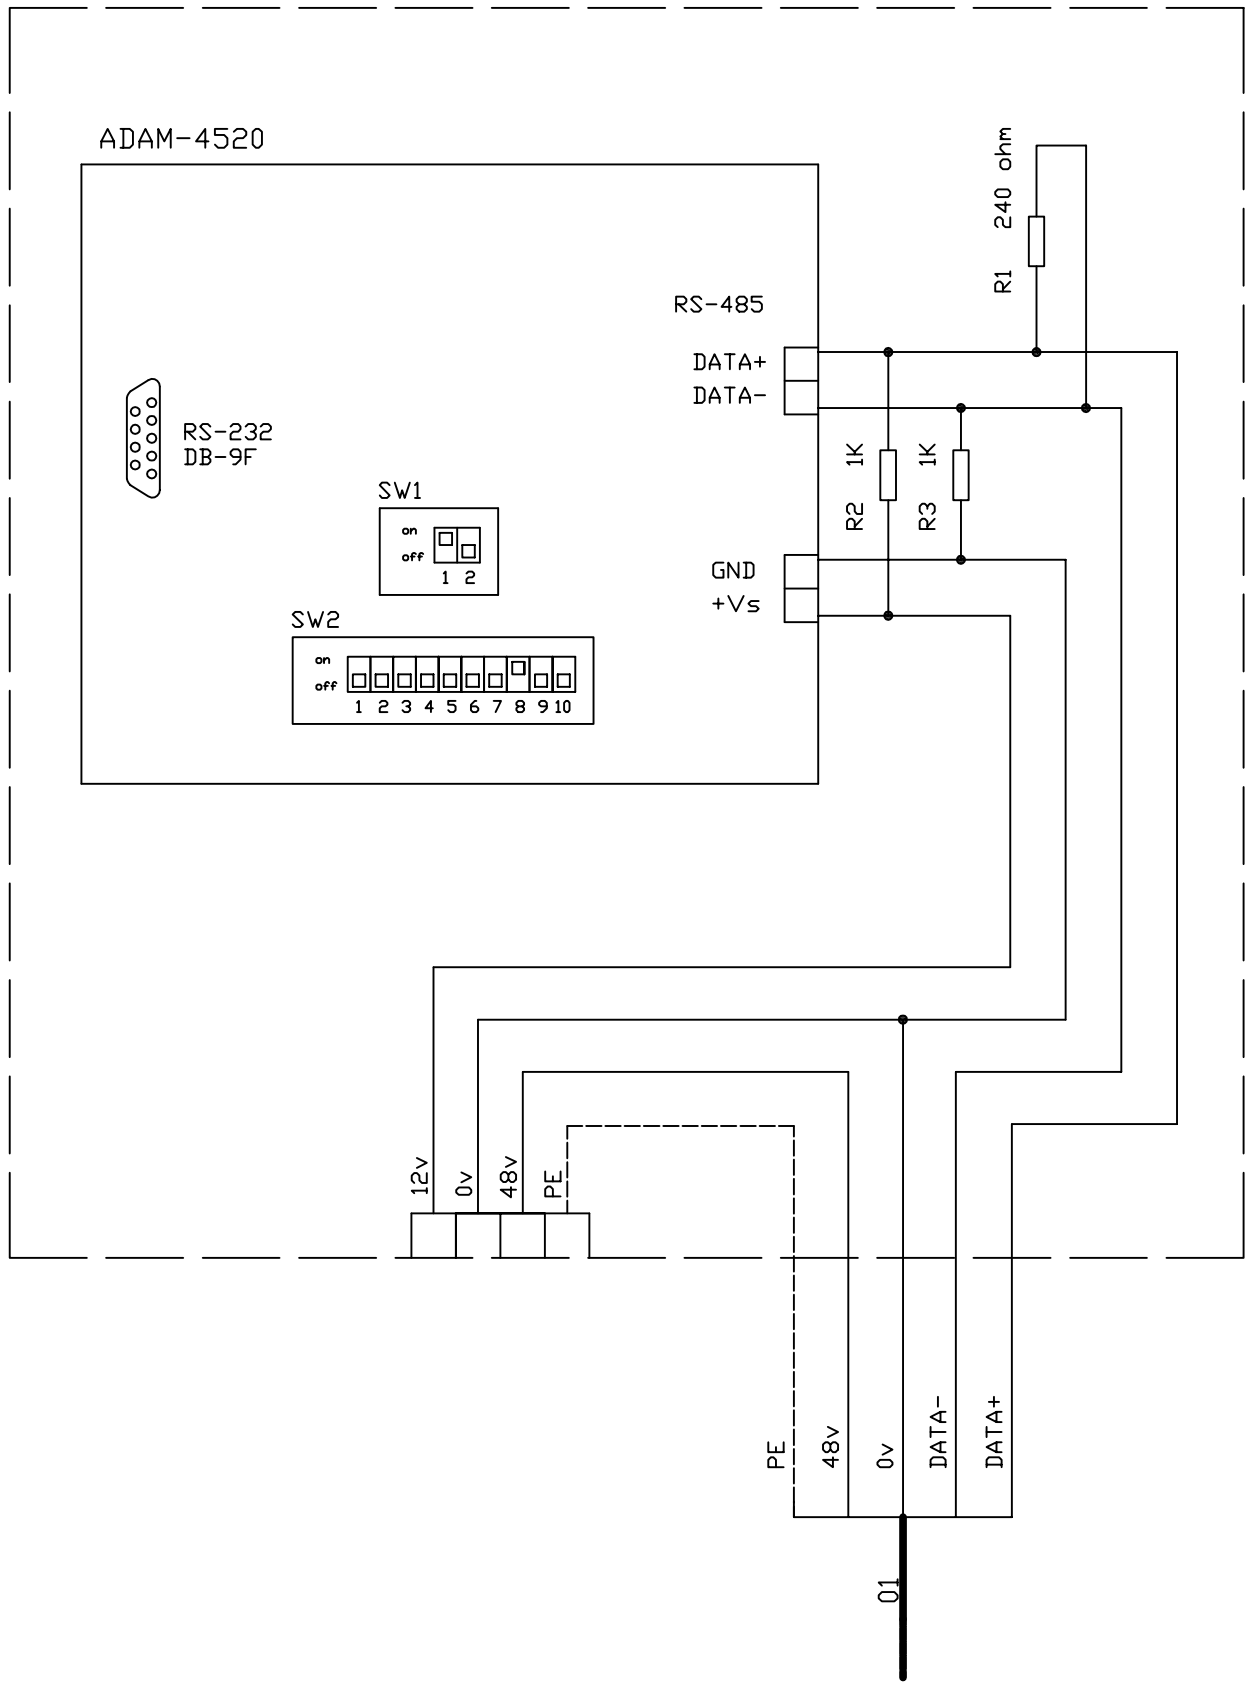 ADAM-4520
R1 240 ohm
RS-485
DATA+
DATA-
RS-232
DB-9F
R2 1K
R3 1K
SW1
on
off
1 2
GND
+Vs
SW2
on
off
1 2 3 4 5 6 7 8 9 10
12v
0v
48v
PE
PE
48v
0v
DATA-
DATA+
01